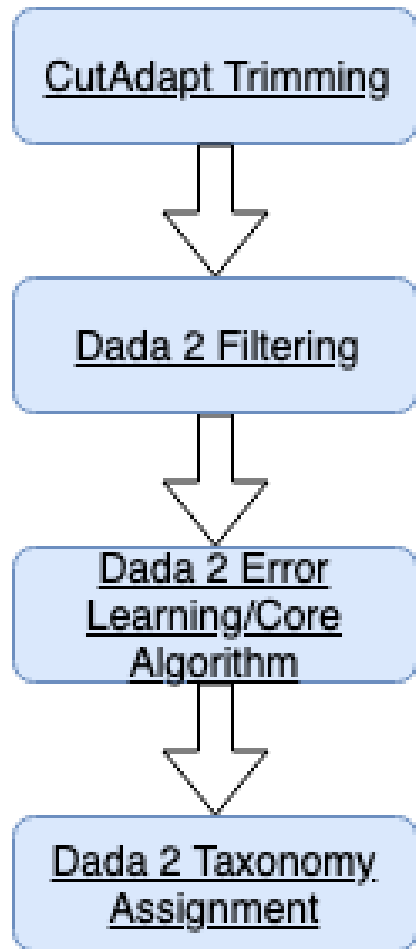 CutAdapt Trimming
Dada 2 Filtering
Dada 2 Error
Learning/Core
Algorithm
Dada 2 Taxonomy
Assignment